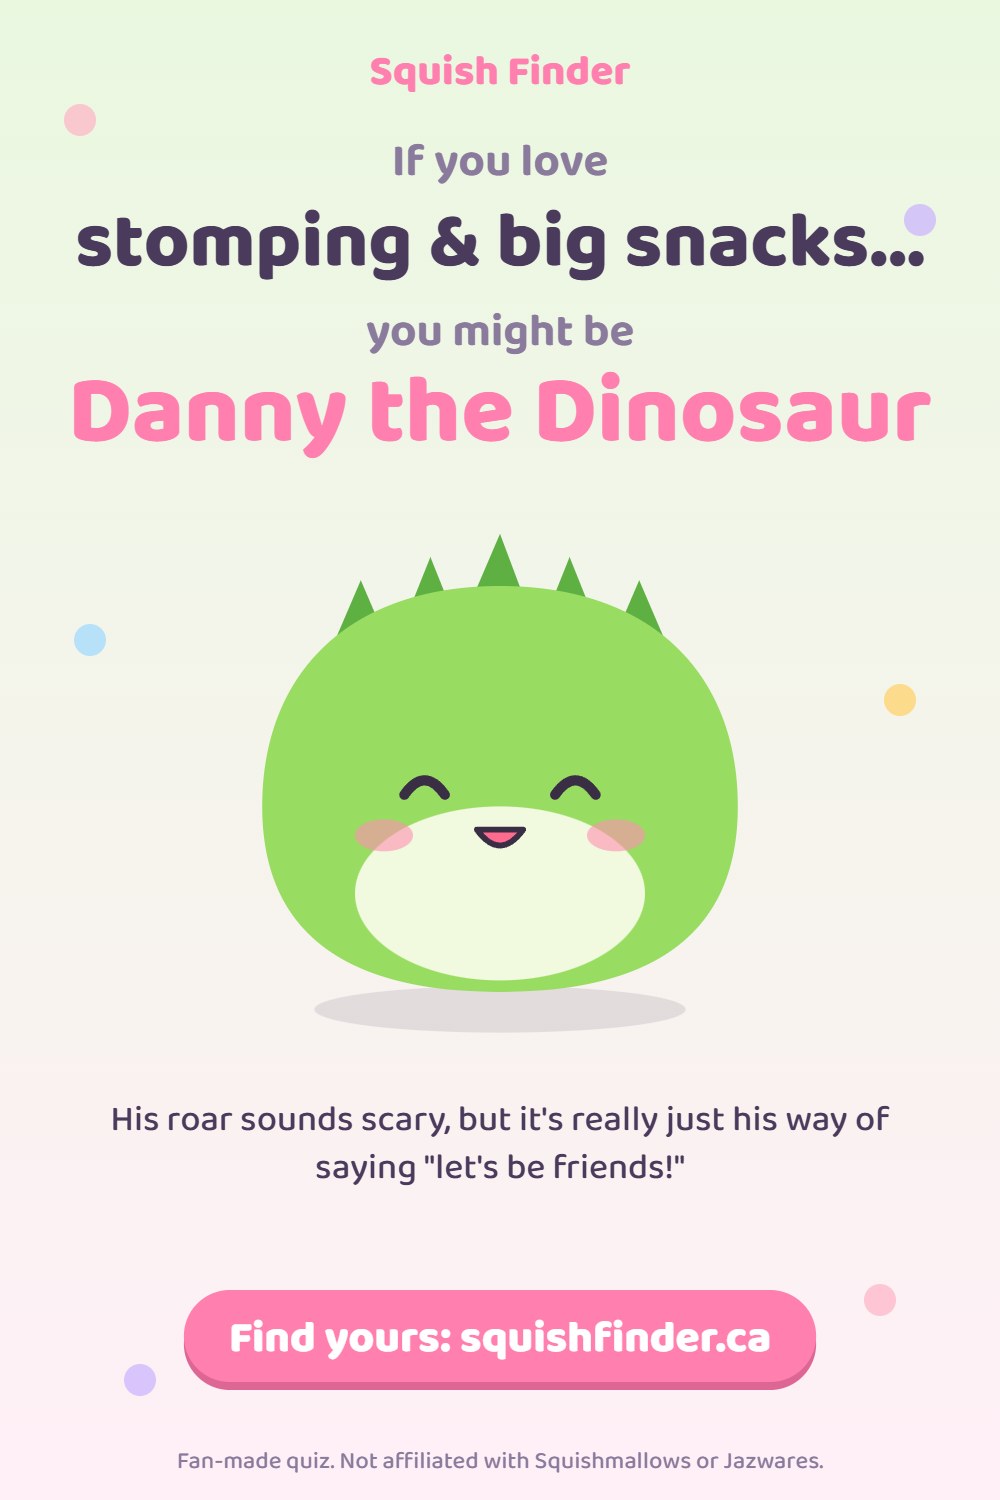 Squish Finder
If you love
stomping & big snacks...
you might be
Danny the Dinosaur
His roar sounds scary, but it's really just his way of
saying "let's be friends!"
Find yours: squishfinder.ca
Fan-made quiz. Not affiliated with Squishmallows or Jazwares.